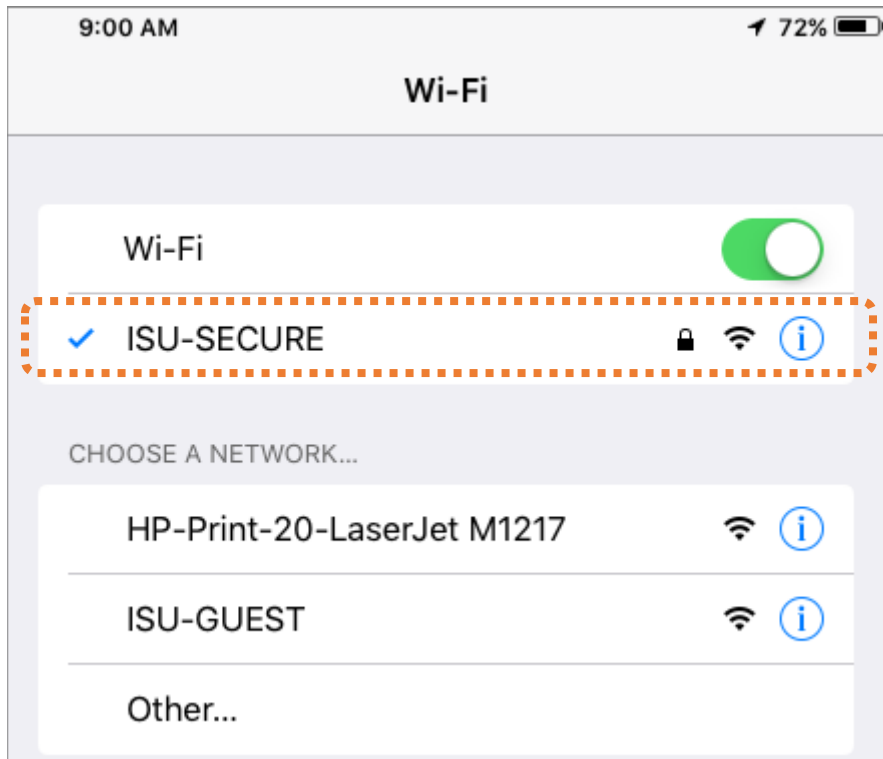 9:00 AM 72%
Wi-Fi
Wi-Fi
ISU-SECURE
CHOOSE A NETWORK...
HP-Print-20-LaserJet M1217
ISU-GUEST
Other...